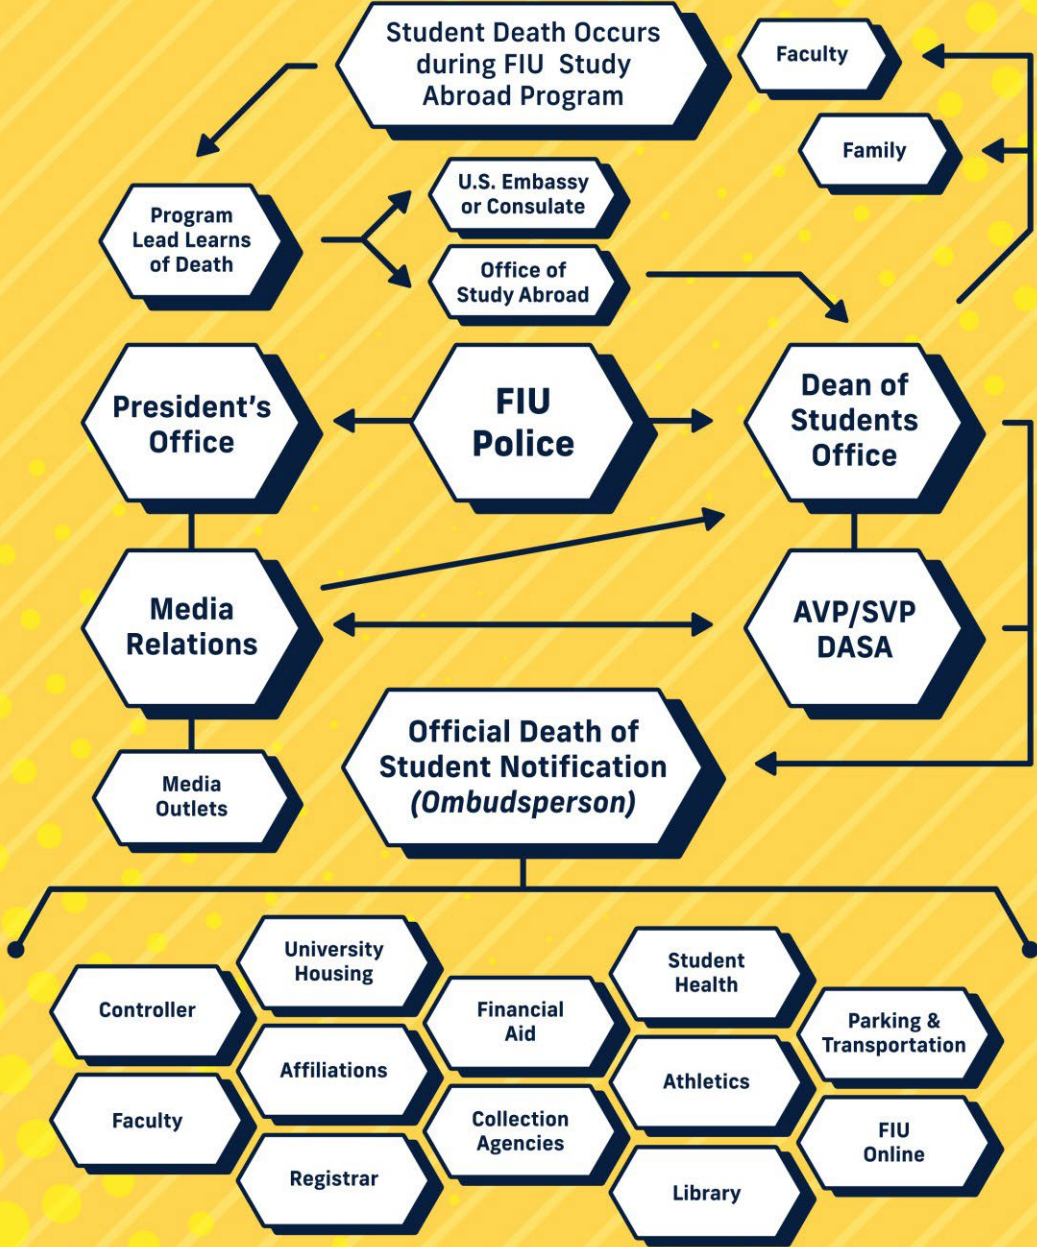 Student Death Occurs
during FIU Study
Abroad Program
Faculty
Family
Program
Lead Learns
of Death
U.S. Embassy
or Consulate
Office of
Study Abroad
President's
Office
FIU
Police
Dean of
Students
Office
Media
Relations
AVP/SVP
DASA
Official Death of
Student Notification
(Ombudsperson)
Media
Outlets
Controller
University
Housing
Financial
Aid
Student
Health
Parking &
Transportation
Faculty
Affiliations
Collection
Agencies
Athletics
FIU
Online
Registrar
Library